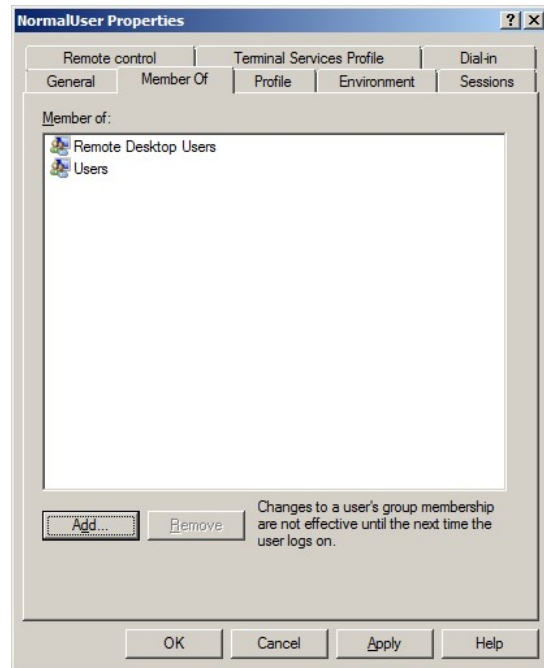 NormalUser Properties
Remote control
Terminal Services Profile
Dial-in
General
Member Of
Profile
Environment
Sessions
Member of:
Remote Desktop Users
Users
Add...
Remove
Changes to a user's group membership
are not effective until the next time the
user logs on.
OK
Cancel
Apply
Help